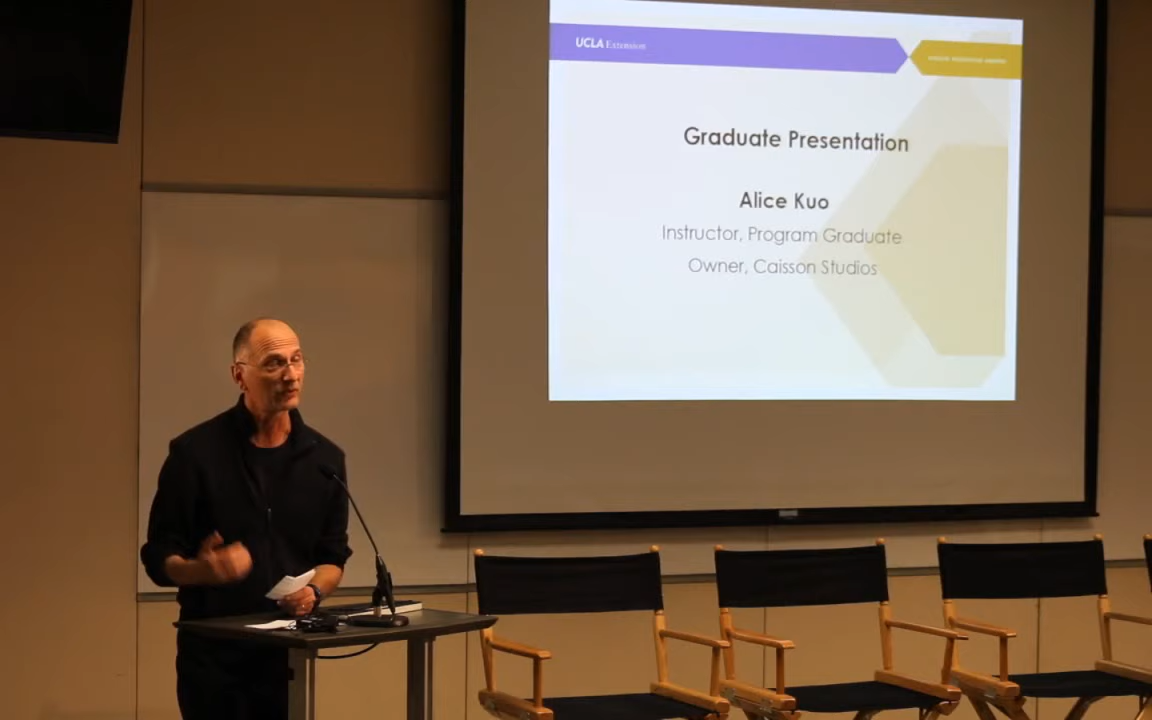 UCLA Extension
Graduate Presentation
Alice Kuo
Instructor, Program Graduate
Owner, Caisson Studios